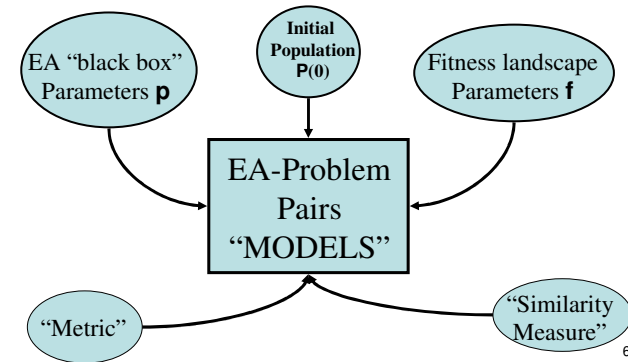 EA “black box”
Parameters p
Initial
Population
P(0)
Fitness landscape
Parameters f
EA-Problem
Pairs
“MODELS”
“Metric”
“Similarity
Measure”
6